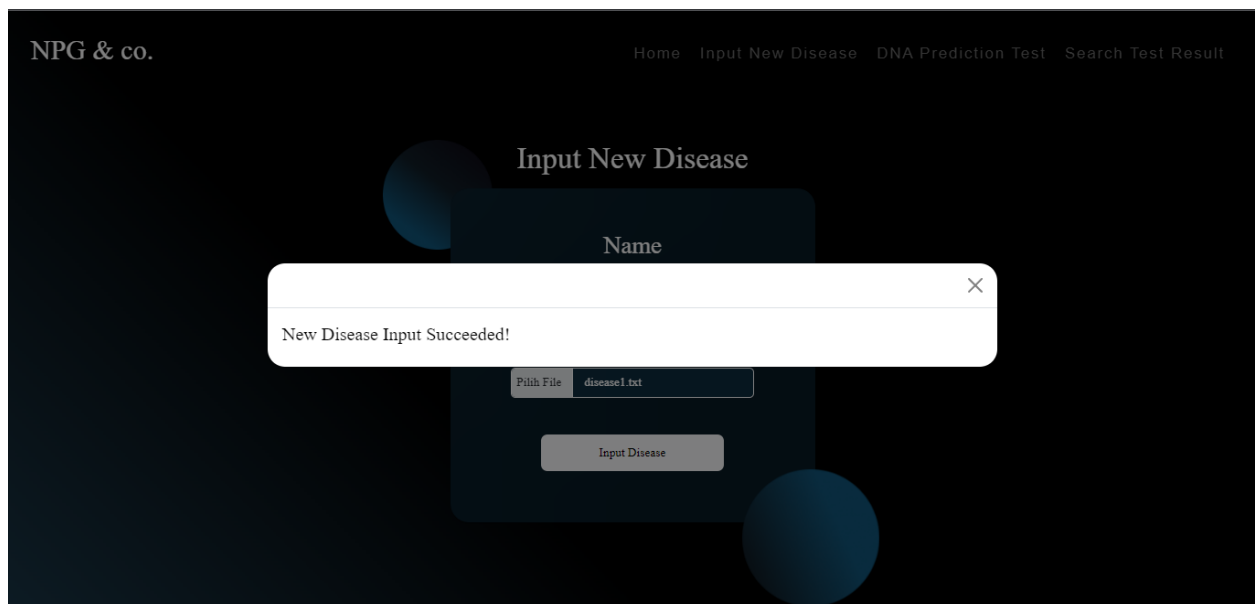 NPG & co.
Home Input New Disease DNA Prediction Test Search Test Result
Input New Disease
Name
New Disease Input Succeeded!
Pilih File disease1.txt
Input Disease